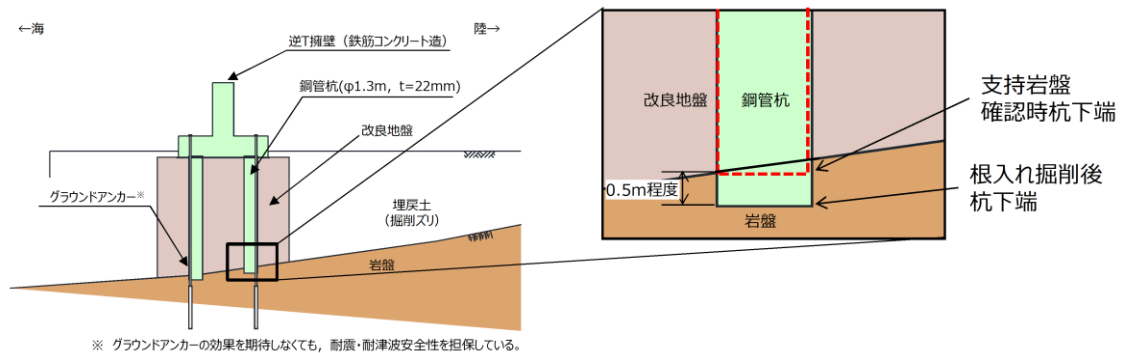 ←海
陸→
逆T擁壁（鉄筋コンクリート造）
鋼管杭(φ1.3m，t=22mm)
改良地盤
グラウンドアンカー※
埋戻土
（掘削ズリ）
岩盤
※ グラウンドアンカーの効果を期待しなくても，耐震・耐津波安全性を担保している。
改良地盤
鋼管杭
0.5m程度
岩盤
支持岩盤
確認時杭下端
根入れ掘削後
杭下端